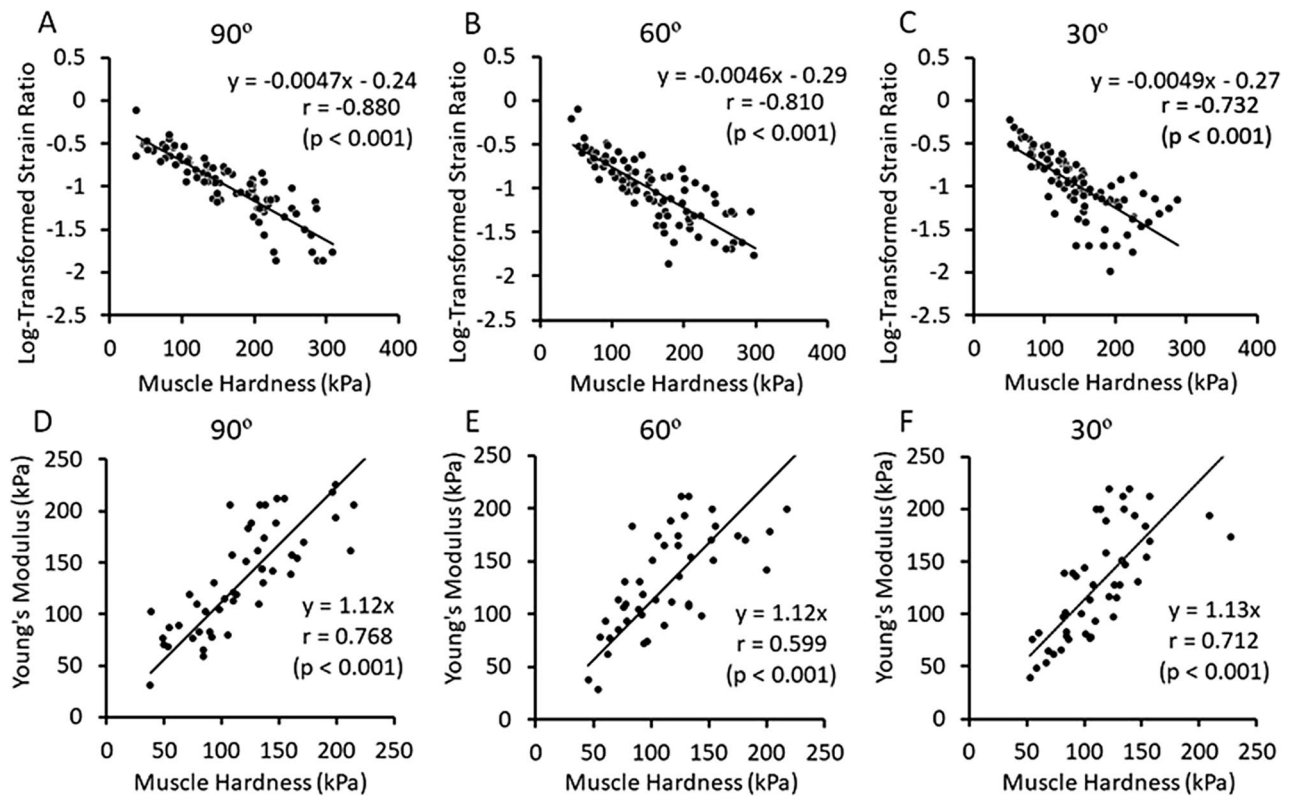 A
90º
Log-Transformed Strain Ratio
0.5
0
-0.5
-1
-1.5
-2
-2.5
y = -0.0047x - 0.24
r = -0.880
(p < 0.001)
0 100 200 300 400
Muscle Hardness (kPa)
B
60º
Log-Transformed Strain Ratio
0.5
0
-0.5
-1
-1.5
-2
-2.5
y = -0.0046x - 0.29
r = -0.810
(p < 0.001)
0 100 200 300 400
Muscle Hardness (kPa)
C
30º
Log-Transformed Strain Ratio
0.5
0
-0.5
-1
-1.5
-2
-2.5
y = -0.0049x - 0.27
r = -0.732
(p < 0.001)
0 100 200 300 400
Muscle Hardness (kPa)
D
90º
Young's Modulus (kPa)
250
200
150
100
50
0
y = 1.12x
r = 0.768
(p < 0.001)
0 50 100 150 200 250
Muscle Hardness (kPa)
E
60º
Young's Modulus (kPa)
250
200
150
100
50
0
y = 1.12x
r = 0.599
(p < 0.001)
0 50 100 150 200 250
Muscle Hardness (kPa)
F
30º
Young's Modulus (kPa)
250
200
150
100
50
0
y = 1.13x
r = 0.712
(p < 0.001)
0 50 100 150 200 250
Muscle Hardness (kPa)